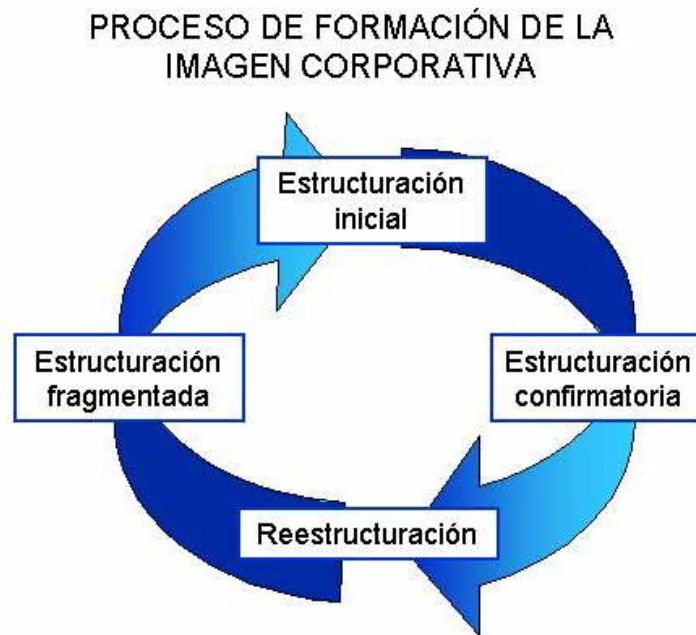 PROCESO DE FORMACIÓN DE LA
IMAGEN CORPORATIVA
Estructuración
inicial
Estructuración
confirmatoria
Reestructuración
Estructuración
fragmentada